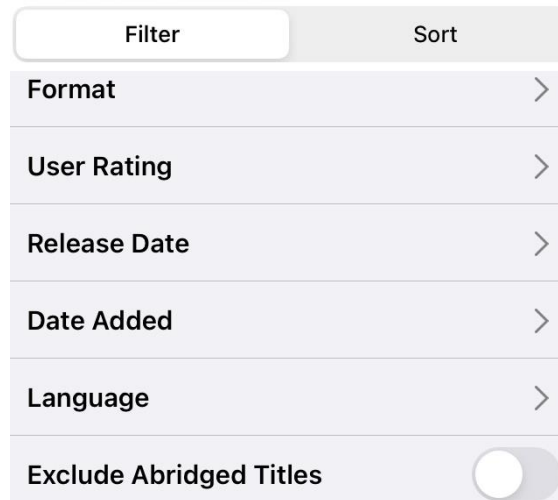 Filter
Sort
Format
User Rating
Release Date
Date Added
Language
Exclude Abridged Titles